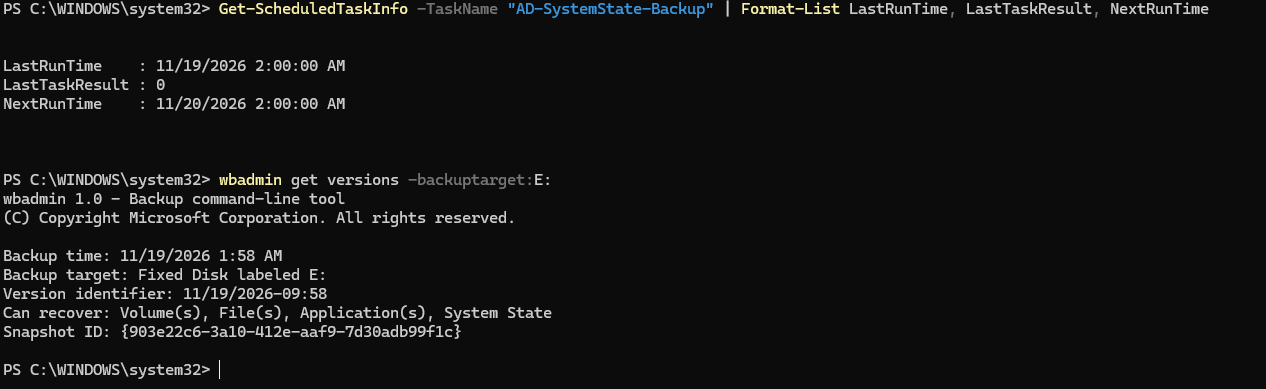 PS C:\WINDOWS\system32> Get-ScheduledTaskInfo -TaskName "AD-SystemState-Backup" | Format-List LastRunTime, LastTaskResult, NextRunTime
LastRunTime    : 11/19/2026 2:00:00 AM
LastTaskResult : 0
NextRunTime    : 11/20/2026 2:00:00 AM
PS C:\WINDOWS\system32> wbadmin get versions -backuptarget:E:
wbadmin 1.0 - Backup command-line tool
(C) Copyright Microsoft Corporation. All rights reserved.
Backup time: 11/19/2026 1:58 AM
Backup target: Fixed Disk labeled E:
Version identifier: 11/19/2026-09:58
Can recover: Volume(s), File(s), Application(s), System State
Snapshot ID: {903e22c6-3a10-412e-aaf9-7d30adb99f1c}
PS C:\WINDOWS\system32>